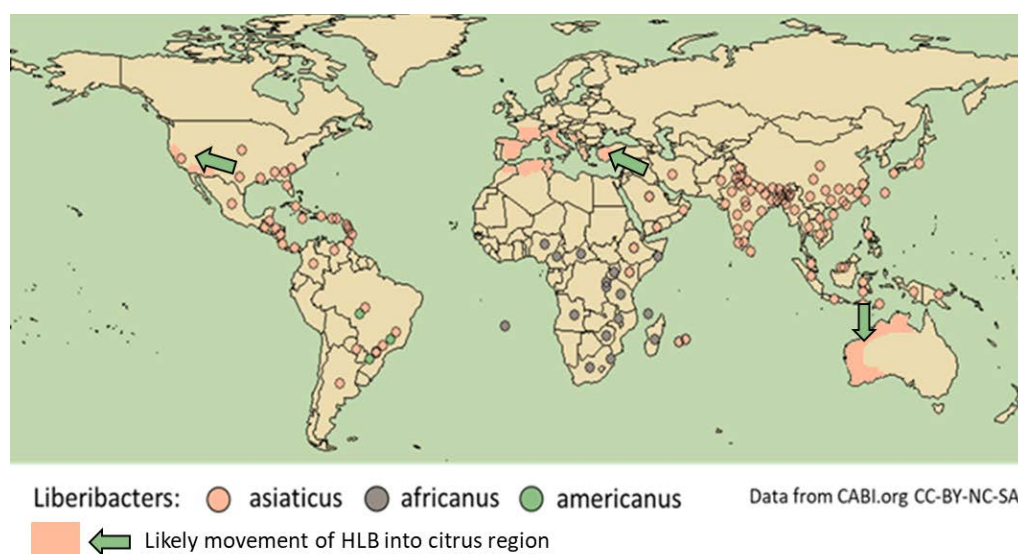 Liberibacters: asiaticus africanus americanus Data from CABI.org CC-BY-NC-SA
Likely movement of HLB into citrus region